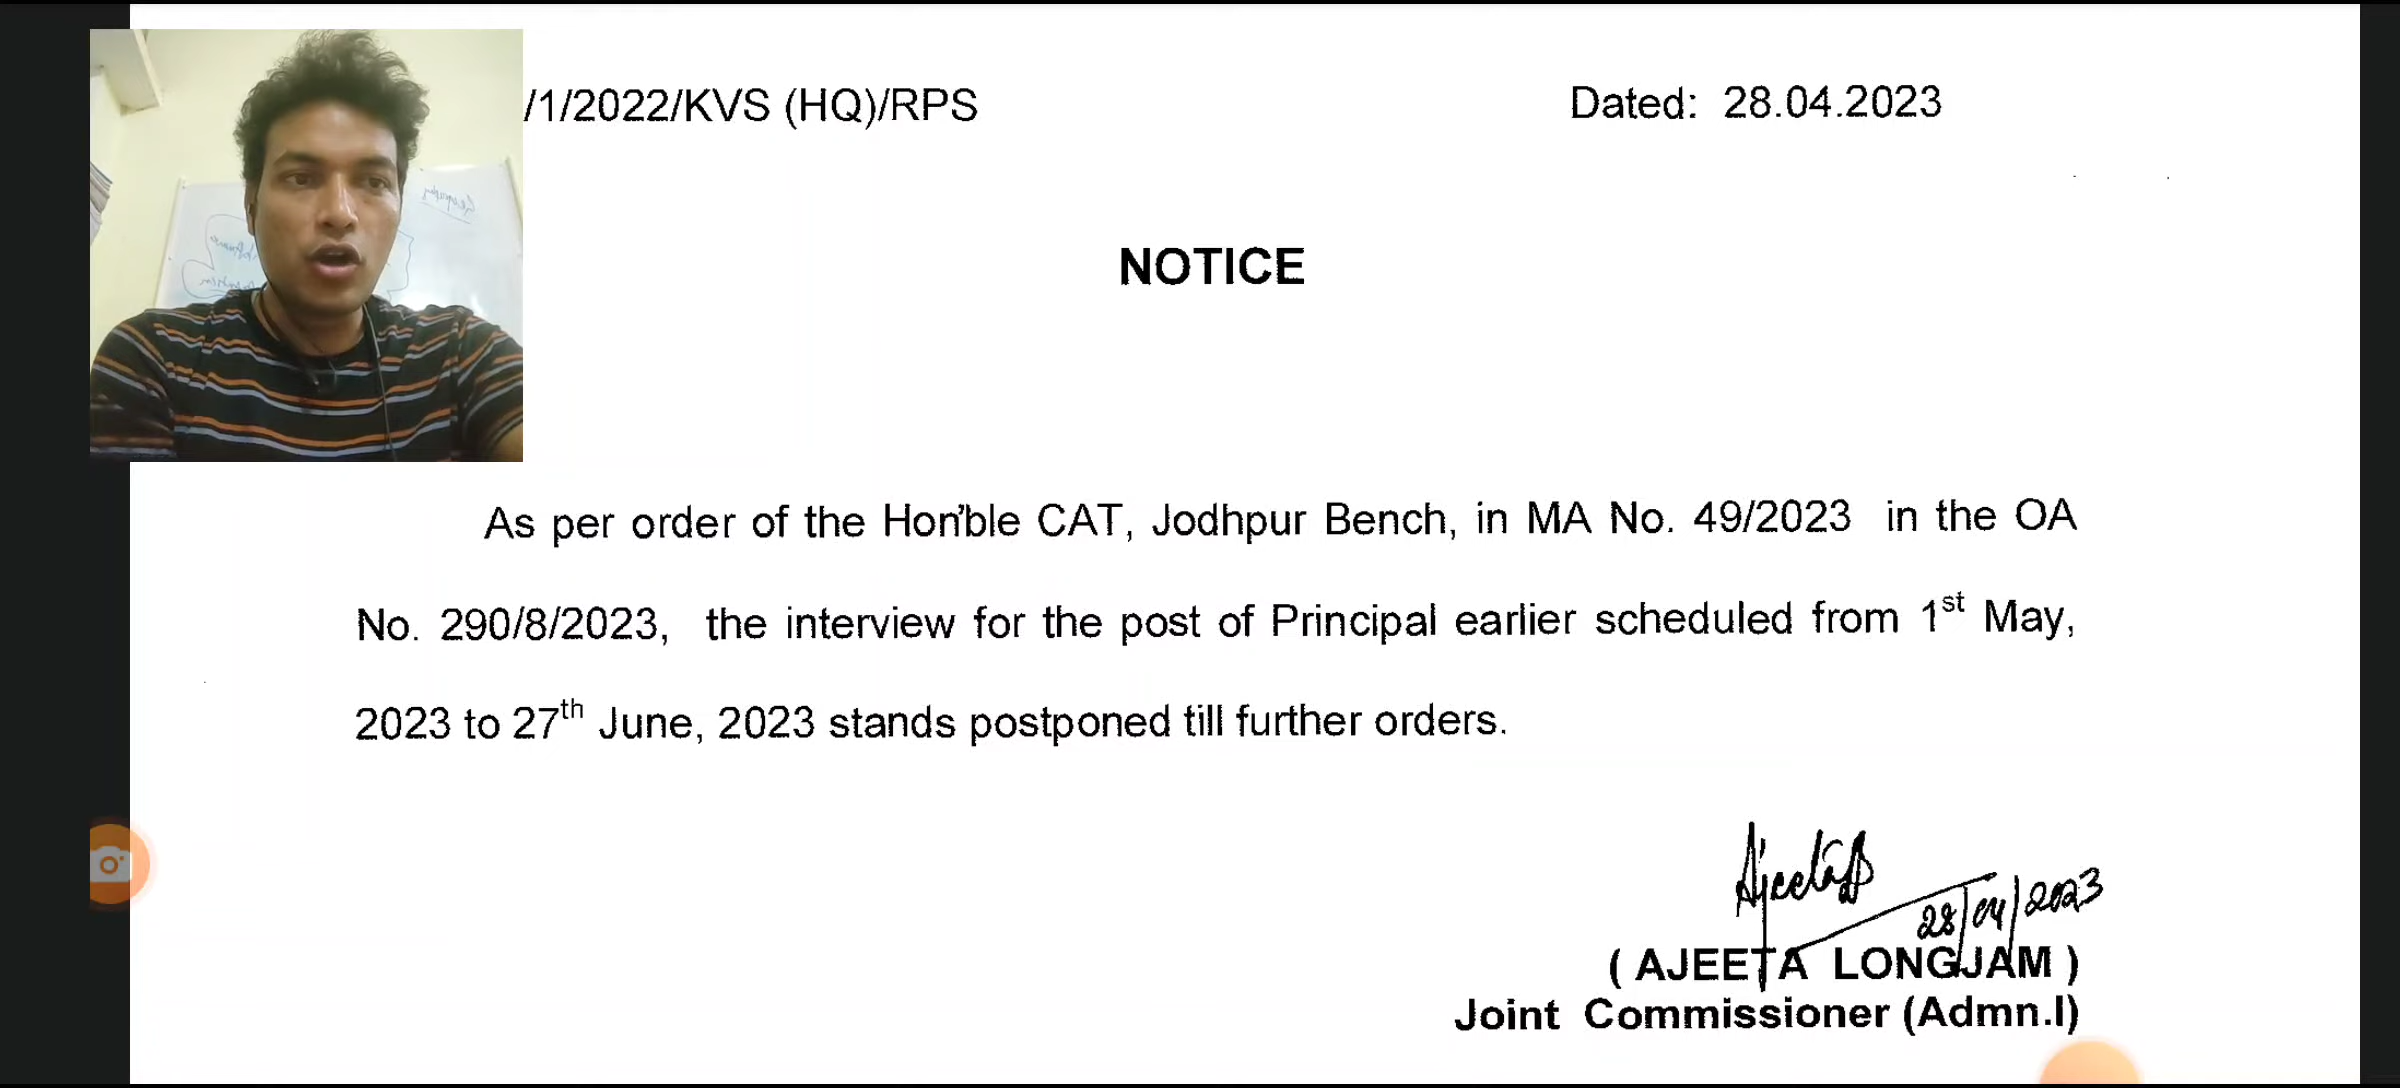 /1/2022/KVS (HQ)/RPS
Dated: 28.04.2023
Geography
NOTICE
As per order of the Hon'ble CAT, Jodhpur Bench, in MA No. 49/2023 in the OA
No. 290/8/2023, the interview for the post of Principal earlier scheduled from 1st May,
2023 to 27th June, 2023 stands postponed till further orders.
28/04/2023
( AJEETA LONGJAM )
Joint Commissioner (Admn.I)